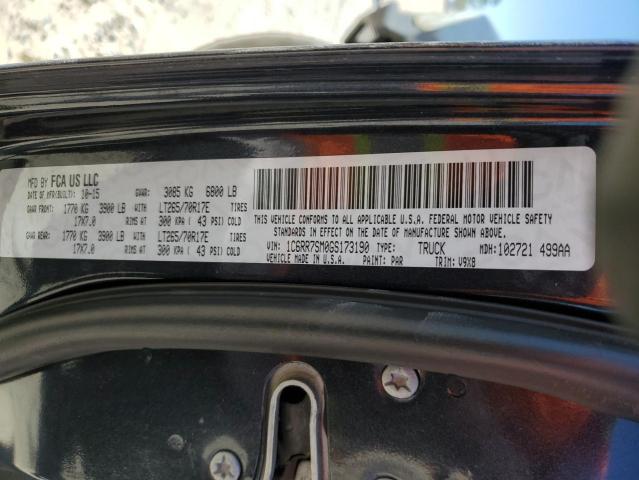 MFD BY FCA US LLC
DATE OF MFR(BUILT): 10-15 GVWR: 3085 KG 6800 LB
GAWR FRONT: 1770 KG 3900 LB WITH LT265/70R17E TIRES
17X7.0 RIMS AT 300 KPA ( 43 PSI) COLD
GAWR REAR: 1770 KG 3900 LB WITH LT265/70R17E TIRES
17X7.0 RIMS AT 300 KPA ( 43 PSI) COLD
THIS VEHICLE CONFORMS TO ALL APPLICABLE U.S.A. FEDERAL MOTOR VEHICLE SAFETY
STANDARDS IN EFFECT ON THE DATE OF MANUFACTURE SHOWN ABOVE.
VIN: 1C6RR7SM0GS173190 TYPE: TRUCK MDH:102721 499AA
VEHICLE MADE IN U.S.A. PAINT: PAR TRIM: V9X8